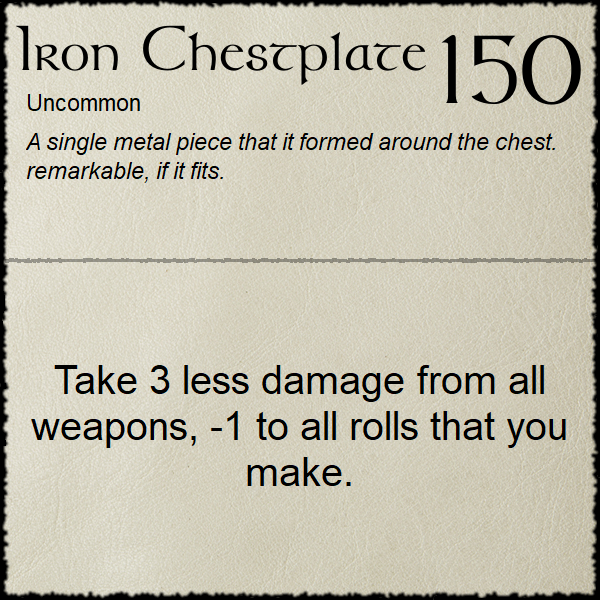 Iron Chestplate 150
Uncommon
A single metal piece that it formed around the chest.
remarkable, if it fits.
Take 3 less damage from all
weapons, -1 to all rolls that you
make.